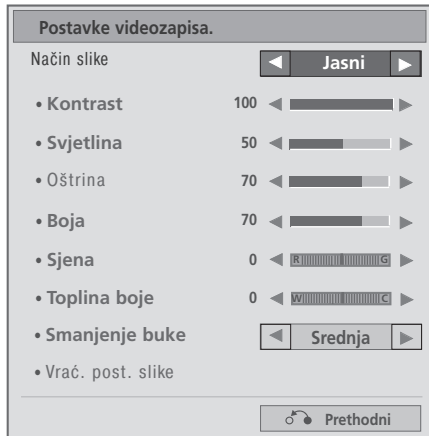 Postavke videozapisa.
Način slike ◄ Jasni ►
• Kontrast 100 ◄ ►
• Svjetlina 50 ◄ ►
• Oštrina 70 ◄ ►
• Boja 70 ◄ ►
• Sjena 0 ◄ R G ►
• Toplina boje 0 ◄ W C ►
• Smanjenje buke ◄ Srednja ►
• Vrać. post. slike
Prethodni